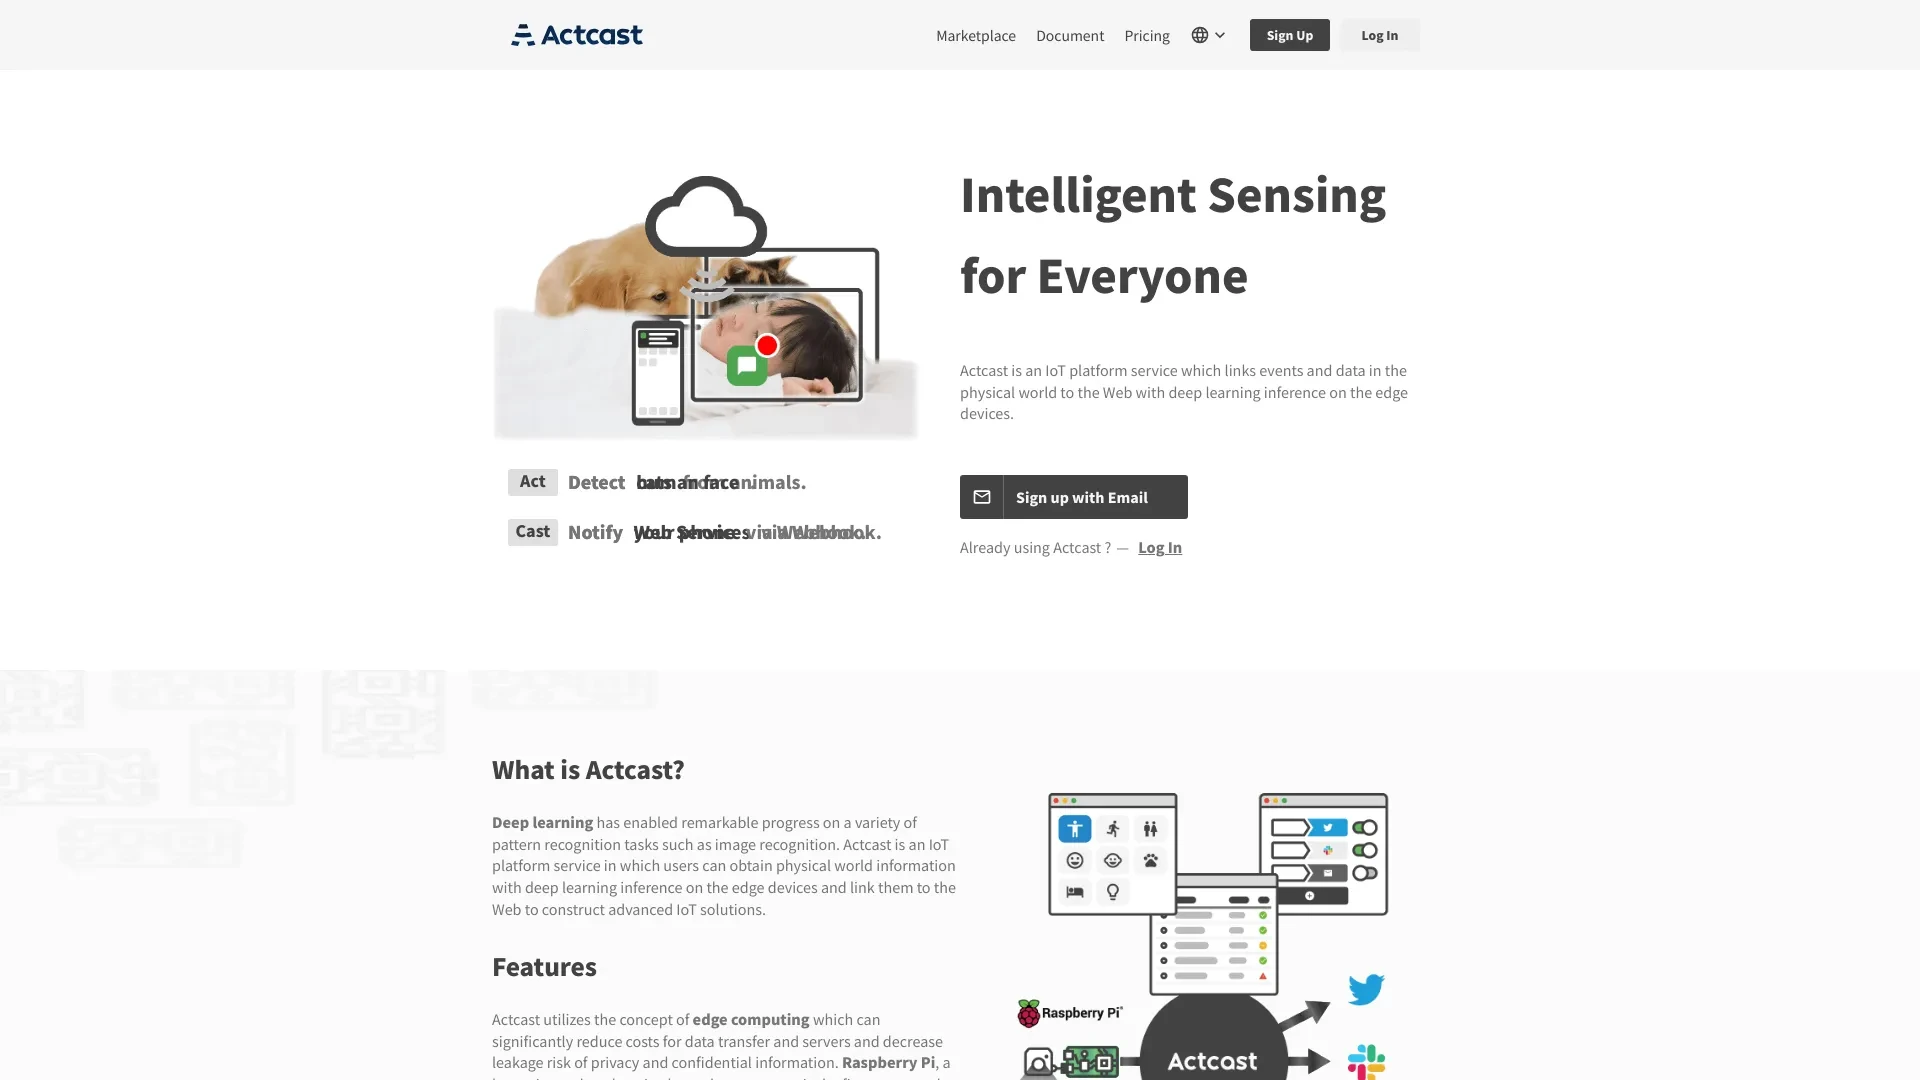 Actcast
Marketplace
Document
Pricing
Sign Up
Log In
Intelligent Sensing
for Everyone
Actcast is an IoT platform service which links events and data in the
physical world to the Web with deep learning inference on the edge
devices.
Act
Detect
animals.
Cast
Notify
Sign up with Email
Already using Actcast ? — Log In
What is Actcast?
Deep learning has enabled remarkable progress on a variety of
pattern recognition tasks such as image recognition. Actcast is an IoT
platform service in which users can obtain physical world information
with deep learning inference on the edge devices and link them to the
Web to construct advanced IoT solutions.
Features
Actcast utilizes the concept of edge computing which can
significantly reduce costs for data transfer and servers and decrease
leakage risk of privacy and confidential information. Raspberry Pi, a
Raspberry Pi
Actcast